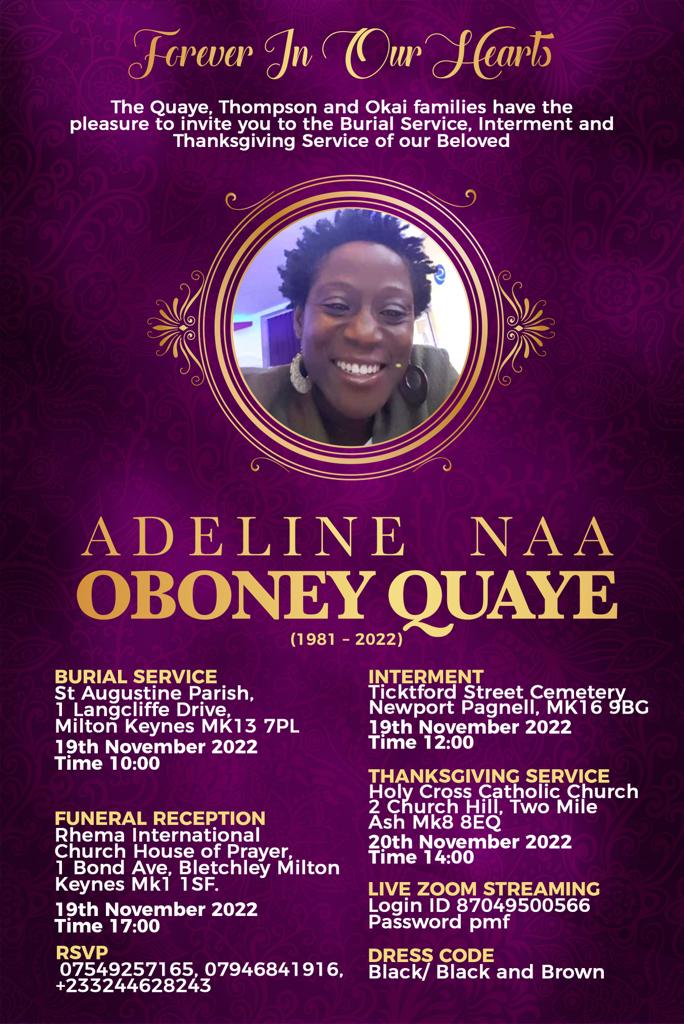 Forever In Our Hearts
The Quaye, Thompson and Okai families have the
pleasure to invite you to the Burial Service, Interment and
Thanksgiving Service of our Beloved
ADELINE NAA
OBONEY QUAYE
(1981 – 2022)
BURIAL SERVICE
St Augustine Parish,
1 Langcliffe Drive,
Milton Keynes MK13 7PL
19th November 2022
Time 10:00
FUNERAL RECEPTION
Rhema International
Church House of Prayer,
1 Bond Ave, Bletchley Milton
Keynes Mk1 1SF.
19th November 2022
Time 17:00
RSVP
07549257165, 07946841916,
+233244628243
INTERMENT
Ticktford Street Cemetery
Newport Pagnell, MK16 9BG
19th November 2022
Time 12:00
THANKSGIVING SERVICE
Holy Cross Catholic Church
2 Church Hill, Two Mile
Ash Mk8 8EQ
20th November 2022
Time 14:00
LIVE ZOOM STREAMING
Login ID 87049500566
Password pmf
DRESS CODE
Black/ Black and Brown